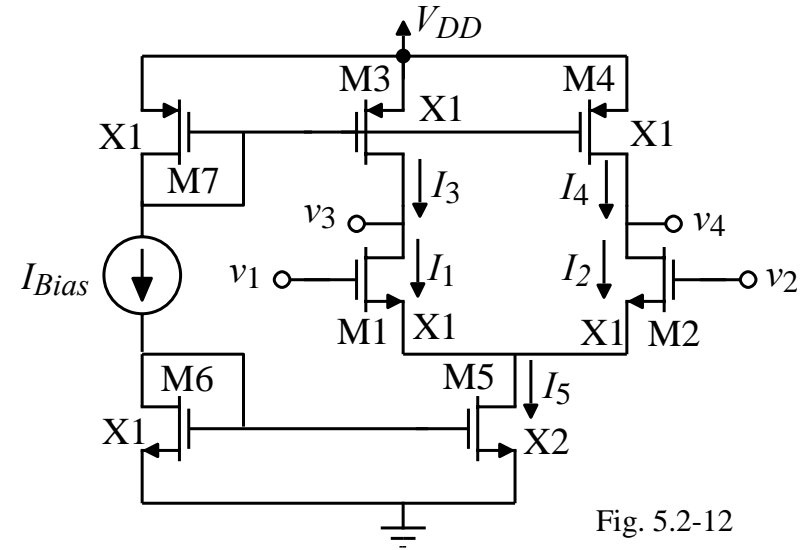 V_DD
M3
M4
X1
X1
X1
M7
I_3
I_4
v_3
v_4
I_Bias
v_1
I_1
I_2
v_2
M1
X1
X1
M2
M6
M5
I_5
X1
X2
Fig. 5.2-12